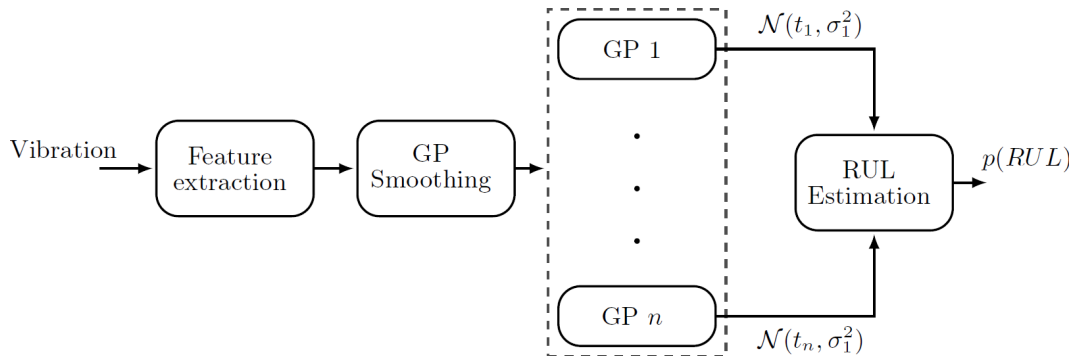 Vibration
Feature
extraction
GP
Smoothing
GP 1
GP n
𝒩(t₁, σ₁²)
𝒩(tₙ, σ₁²)
RUL
Estimation
p(RUL)